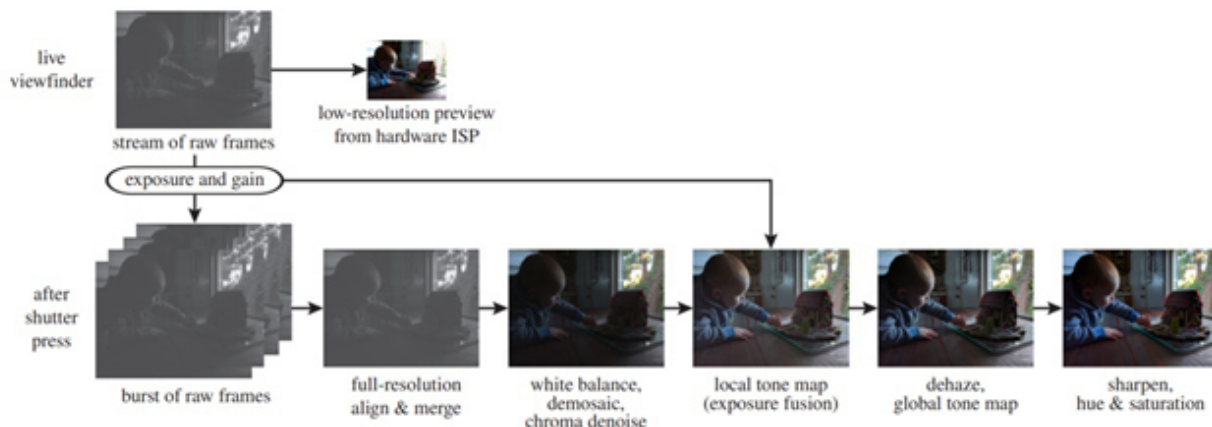 live
viewfinder
stream of raw frames
low-resolution preview
from hardware ISP
exposure and gain
after
shutter
press
burst of raw frames
full-resolution
align & merge
white balance,
demosaic,
chroma denoise
local tone map
(exposure fusion)
dehaze,
global tone map
sharpen,
hue & saturation